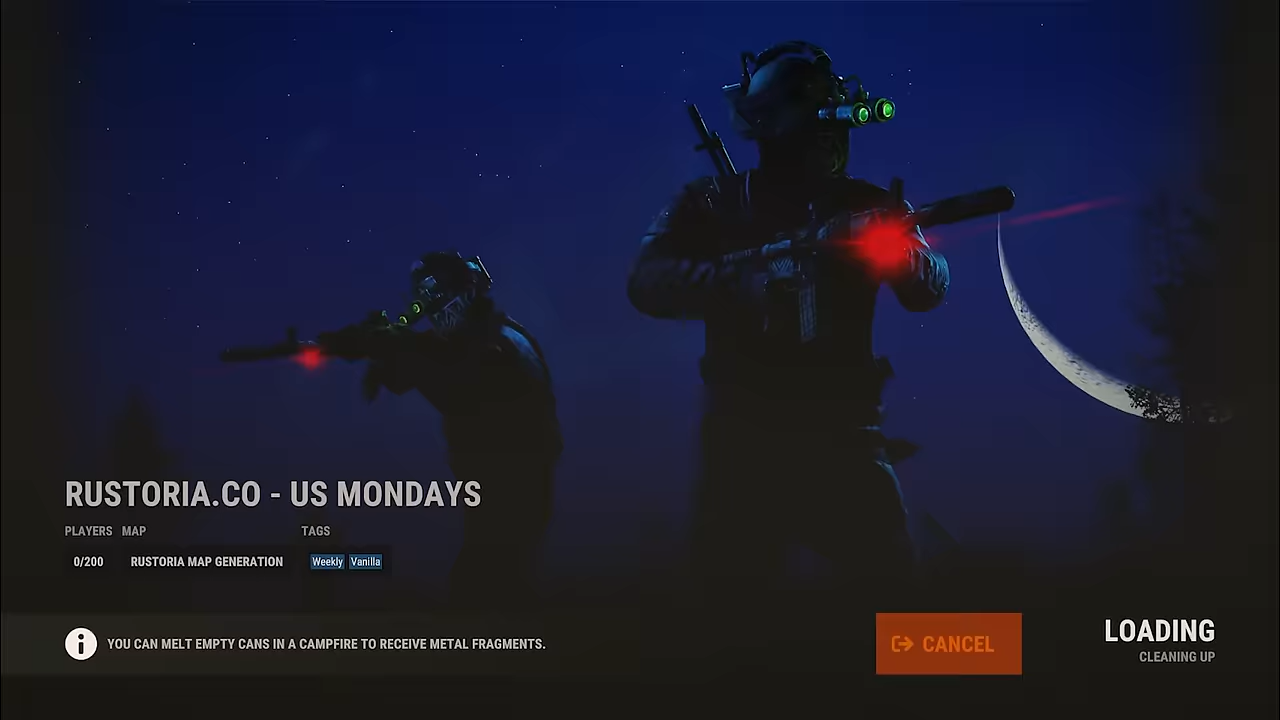 RUSTORIA.CO - US MONDAYS
PLAYERS MAP TAGS
0/200 RUSTORIA MAP GENERATION Weekly Vanilla
YOU CAN MELT EMPTY CANS IN A CAMPFIRE TO RECEIVE METAL FRAGMENTS.
CANCEL
LOADING
CLEANING UP